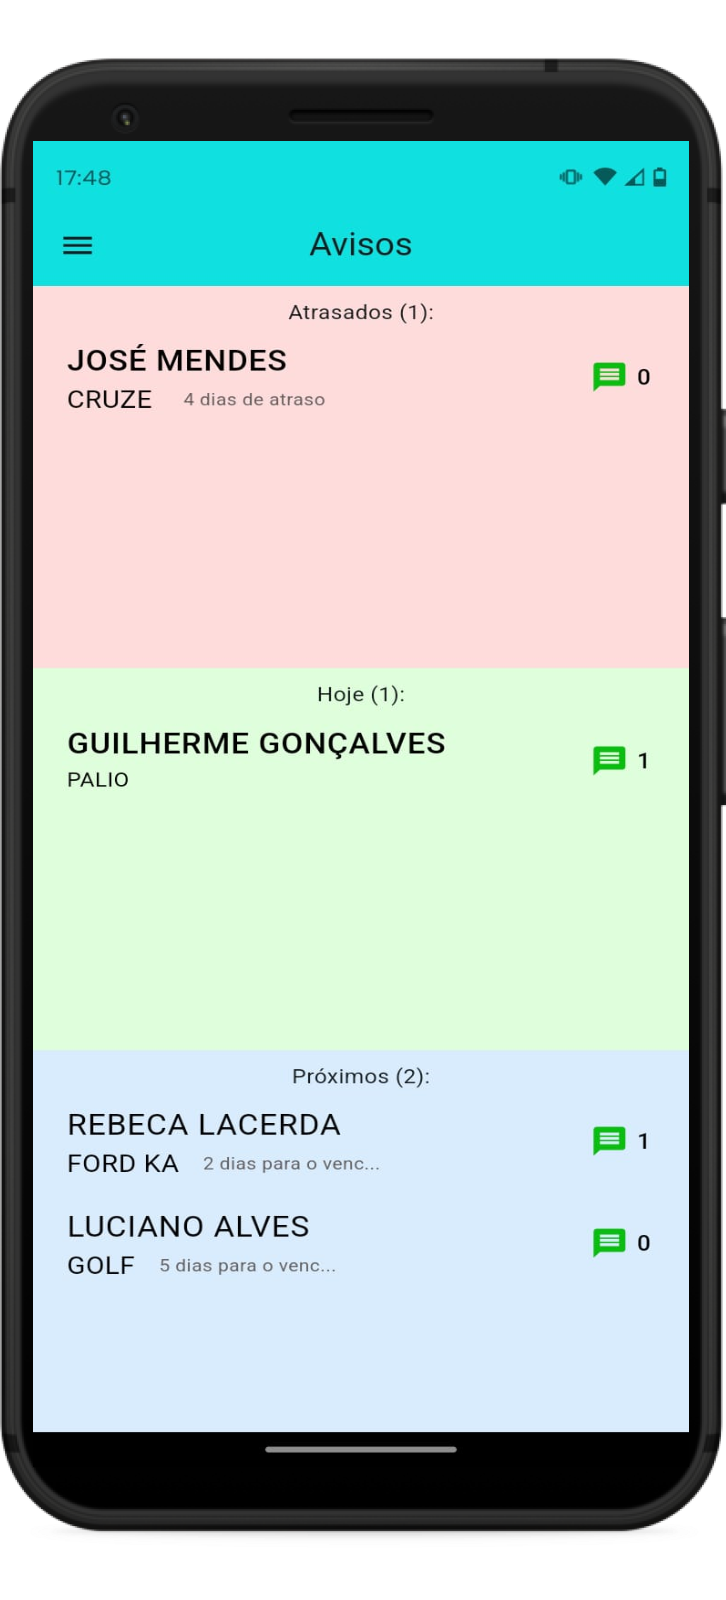 17:48
Avisos
Atrasados (1):
JOSÉ MENDES
CRUZE 4 dias de atraso
0
Hoje (1):
GUILHERME GONÇALVES
PALIO
1
Próximos (2):
REBECA LACERDA
FORD KA 2 dias para o venc...
1
LUCIANO ALVES
GOLF 5 dias para o venc...
0